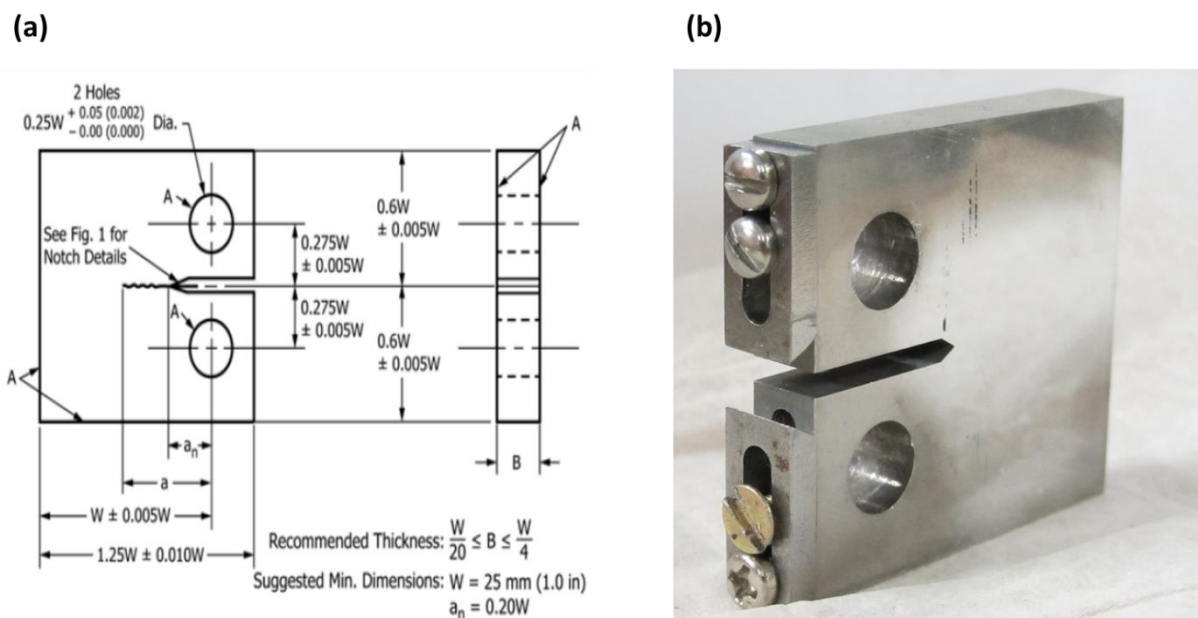 (a)
(b)
2 Holes
0.25W + 0.05 (0.002) Dia.
- 0.00 (0.000)
A
A
See Fig. 1 for
Notch Details
0.6W
± 0.005W
0.275W
± 0.005W
A
0.275W
± 0.005W
0.6W
± 0.005W
A
aₙ
B
a
W ± 0.005W
1.25W ± 0.010W
Recommended Thickness: W/20 ≤ B ≤ W/4
Suggested Min. Dimensions: W = 25 mm (1.0 in)
aₙ = 0.20W